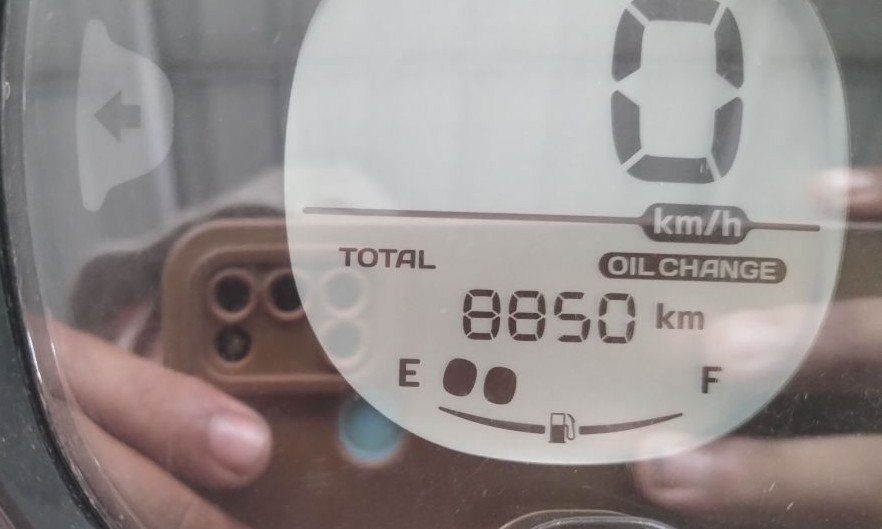 0
km/h
TOTAL OIL CHANGE
8850 km
E F